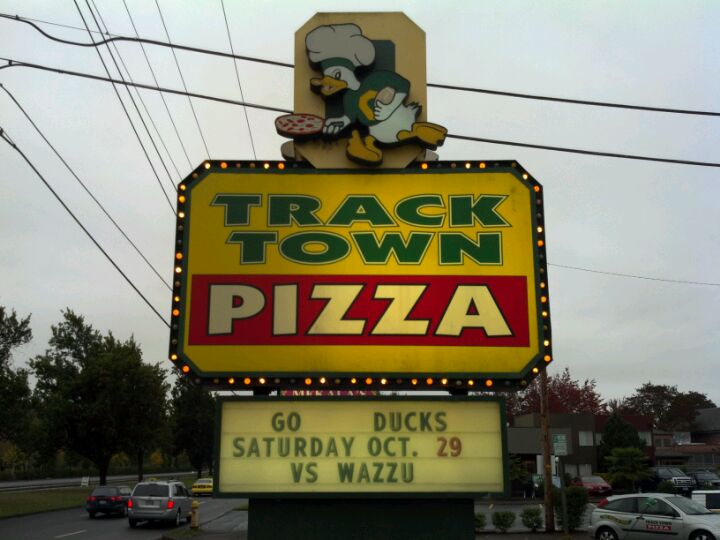 TRACK
TOWN
PIZZA
GO DUCKS
SATURDAY OCT. 29
VS WAZZU